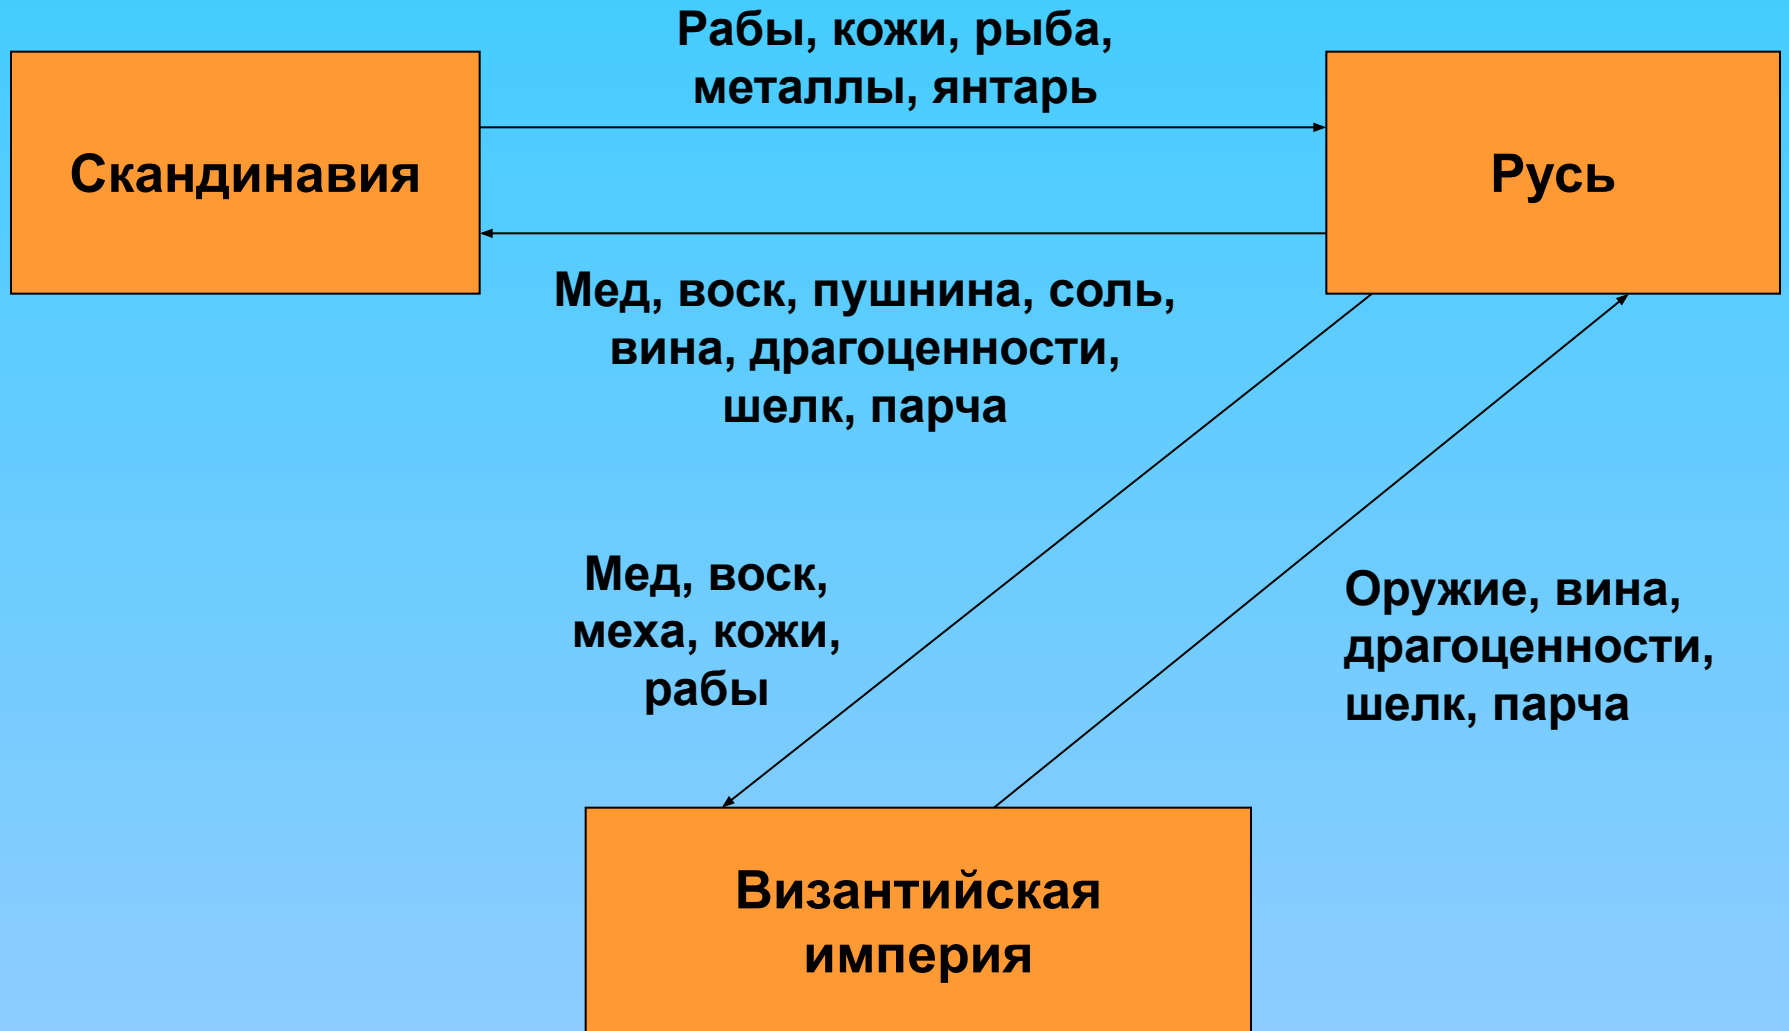 Рабы, кожи, рыба,
металлы, янтарь
Скандинавия
Русь
Мед, воск, пушнина, соль,
вина, драгоценности,
шелк, парча
Мед, воск,
меха, кожи,
рабы
Оружие, вина,
драгоценности,
шелк, парча
Византийская
империя